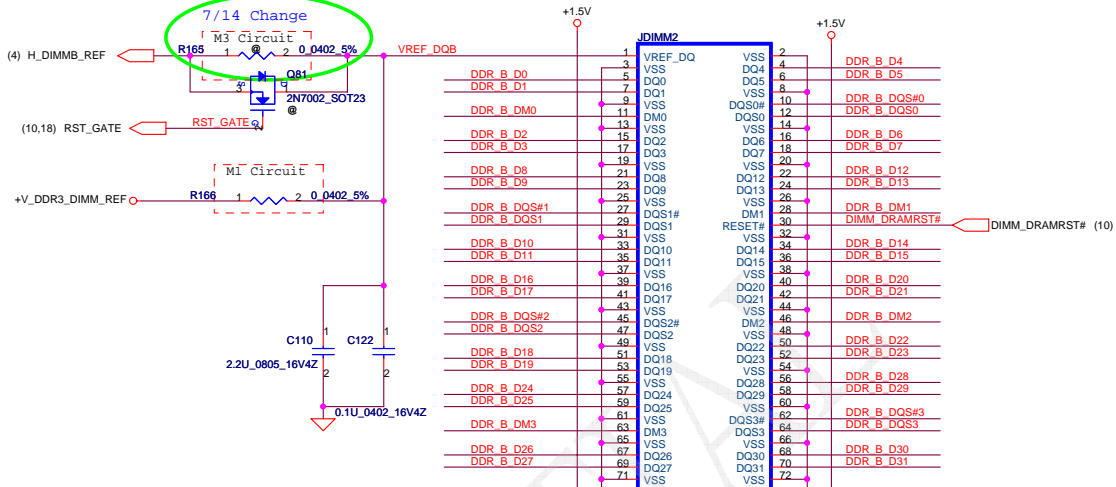 7/14 Change
+1.5V
+1.5V
M3 Circuit
JDIMM2
(4) H_DIMMB_REF
R165
1
@
2
0_0402_5%
VREF_DQB
Q81
S
D
3
1
2N7002_SOT23
@
G
2
(10,18) RST_GATE
RST_GATE
M1 Circuit
+V_DDR3_DIMM_REF
R166
1
2
0_0402_5%
C110
1
2
2.2U_0805_16V4Z
C122
1
2
0.1U_0402_16V4Z
1 VREF_DQ VSS 2
3 VSS DQ4 4 DDR_B_D4
DDR_B_D0 5 DQ0 DQ5 6 DDR_B_D5
DDR_B_D1 7 DQ1 VSS 8
9 VSS DQS0# 10 DDR_B_DQS#0
DDR_B_DM0 11 DM0 DQS0 12 DDR_B_DQS0
13 VSS VSS 14
DDR_B_D2 15 DQ2 DQ6 16 DDR_B_D6
DDR_B_D3 17 DQ3 DQ7 18 DDR_B_D7
19 VSS VSS 20
DDR_B_D8 21 DQ8 DQ12 22 DDR_B_D12
DDR_B_D9 23 DQ9 DQ13 24 DDR_B_D13
25 VSS VSS 26
DDR_B_DQS#1 27 DQS1# DM1 28 DDR_B_DM1
DDR_B_DQS1 29 DQS1 RESET# 30 DIMM_DRAMRST# DIMM_DRAMRST# (10)
31 VSS VSS 32
DDR_B_D10 33 DQ10 DQ14 34 DDR_B_D14
DDR_B_D11 35 DQ11 DQ15 36 DDR_B_D15
37 VSS VSS 38
DDR_B_D16 39 DQ16 DQ20 40 DDR_B_D20
DDR_B_D17 41 DQ17 DQ21 42 DDR_B_D21
43 VSS VSS 44
DDR_B_DQS#2 45 DQS2# DM2 46 DDR_B_DM2
DDR_B_DQS2 47 DQS2 VSS 48
49 VSS DQ22 50 DDR_B_D22
DDR_B_D18 51 DQ18 DQ23 52 DDR_B_D23
DDR_B_D19 53 DQ19 VSS 54
55 VSS DQ28 56 DDR_B_D28
DDR_B_D24 57 DQ24 DQ29 58 DDR_B_D29
DDR_B_D25 59 DQ25 VSS 60
61 VSS DQS3# 62 DDR_B_DQS#3
DDR_B_DM3 63 DM3 DQS3 64 DDR_B_DQS3
65 VSS VSS 66
DDR_B_D26 67 DQ26 DQ30 68 DDR_B_D30
DDR_B_D27 69 DQ27 DQ31 70 DDR_B_D31
71 VSS VSS 72